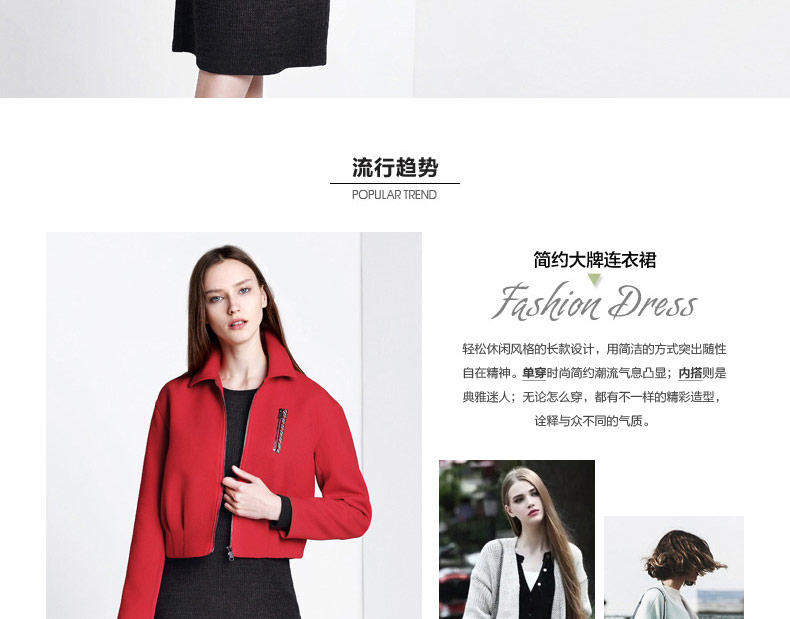 流行趋势
POPULAR TREND
简约大牌连衣裙
Fashion Dress
轻松休闲风格的长款设计，用简洁的方式突出随性
自在精神。单穿时尚简约潮流气息凸显；内搭则是
典雅迷人；无论怎么穿，都有不一样的精彩造型，
诠释与众不同的气质。